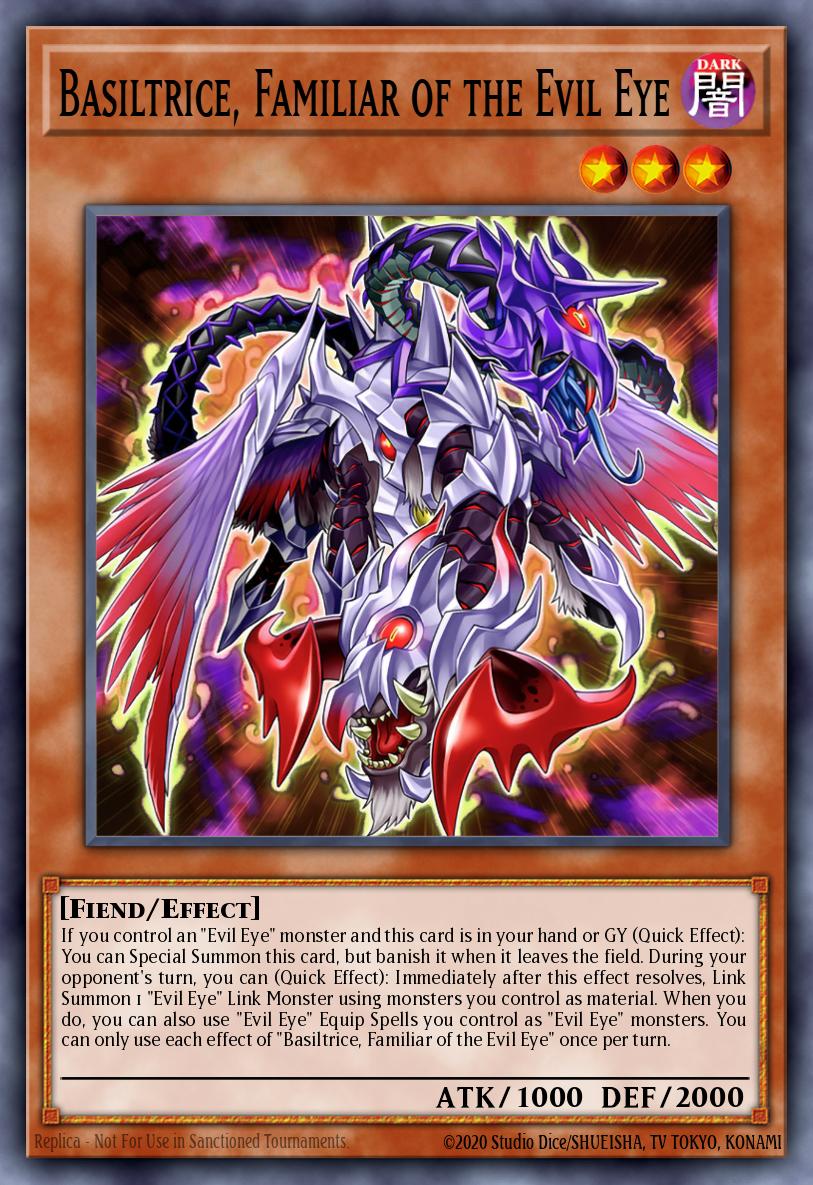 Basiltrice, Familiar of the Evil Eye
DARK
闇
[Fiend/Effect]
If you control an "Evil Eye" monster and this card is in your hand or GY (Quick Effect):
You can Special Summon this card, but banish it when it leaves the field. During your
opponent's turn, you can (Quick Effect): Immediately after this effect resolves, Link
Summon 1 "Evil Eye" Link Monster using monsters you control as material. When you
do, you can also use "Evil Eye" Equip Spells you control as "Evil Eye" monsters. You
can only use each effect of "Basiltrice, Familiar of the Evil Eye" once per turn.
ATK/1000 DEF/2000
Replica - Not For Use in Sanctioned Tournaments.
©2020 Studio Dice/SHUEISHA, TV TOKYO, KONAMI